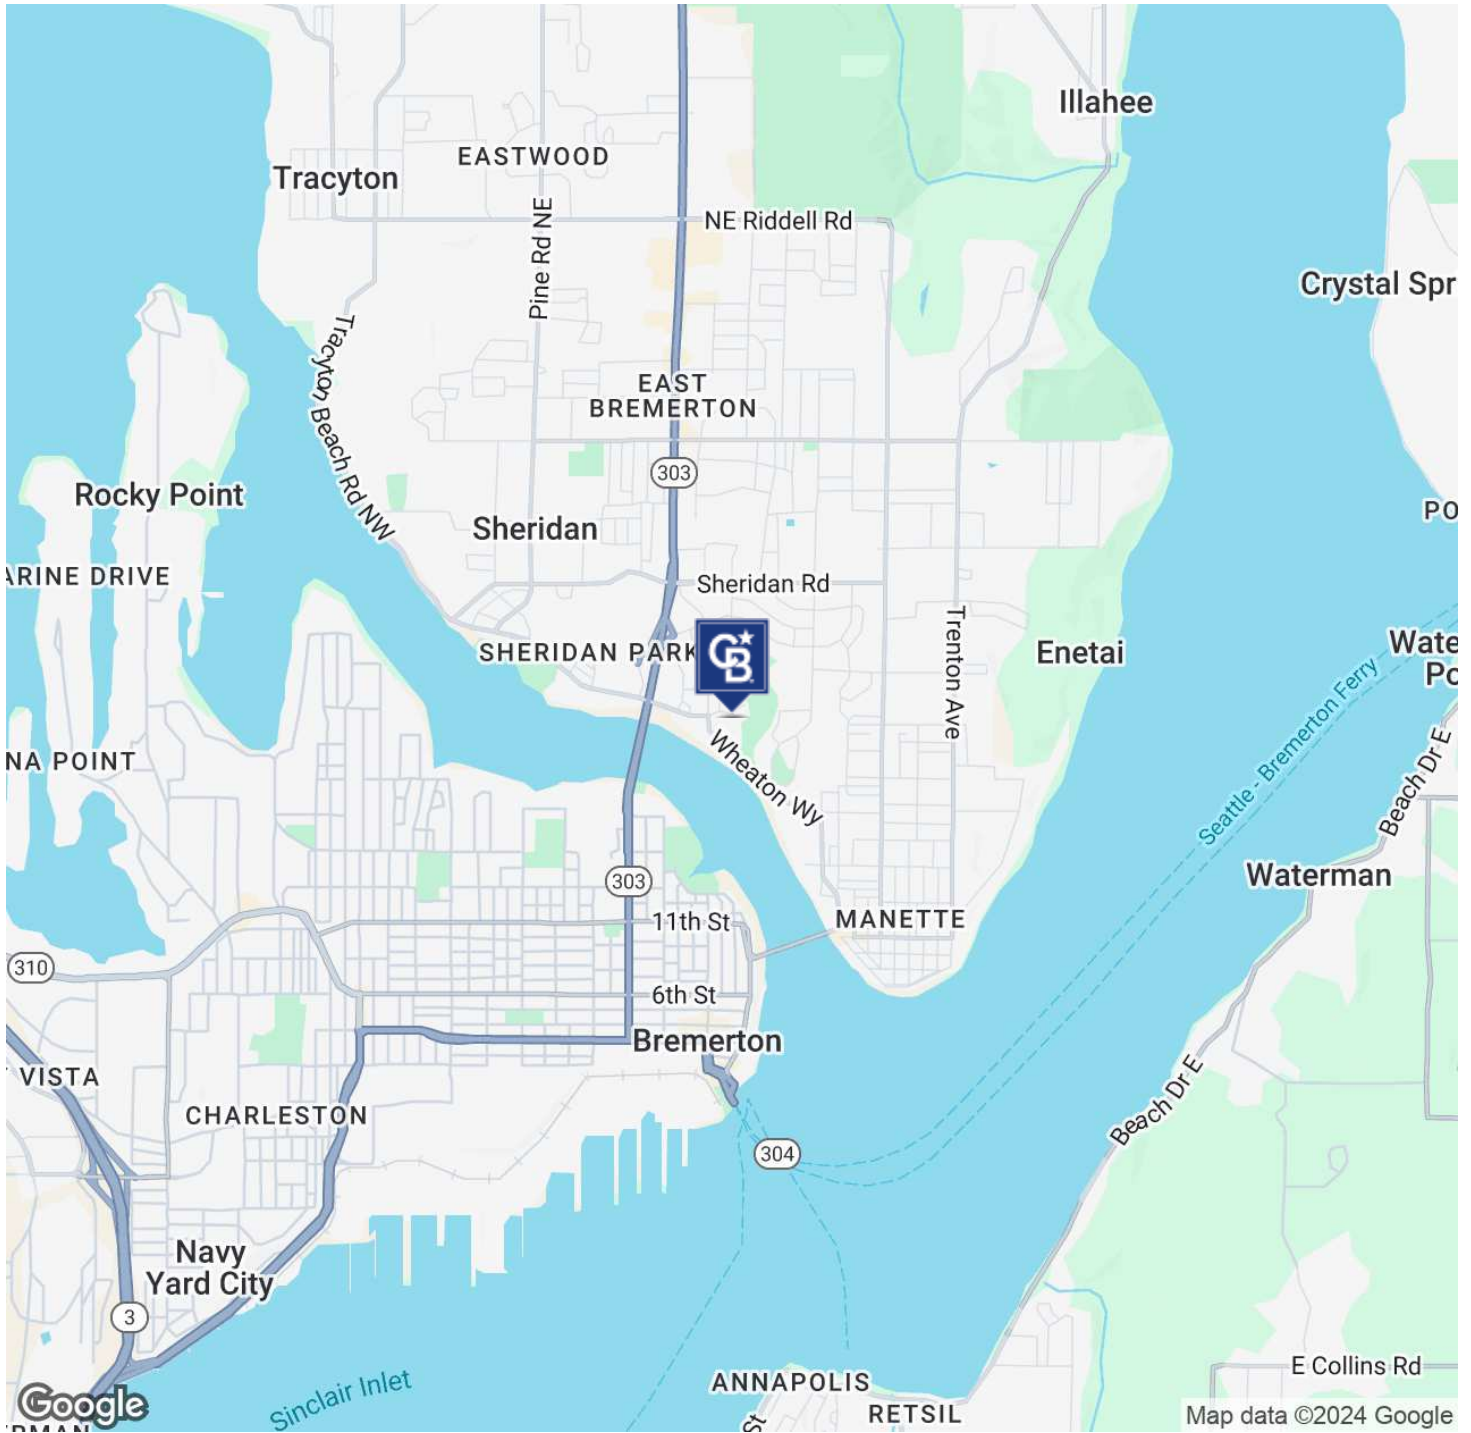 Illahee
EASTWOOD
Tracyton
NE Riddell Rd
Pine Rd NE
Crystal Spr
Tracyton Beach Rd NW
EAST
BREMERTON
303
Rocky Point
PO
Sheridan
ARINE DRIVE
Sheridan Rd
Trenton Ave
SHERIDAN PARK
CB
Enetai
Wate
Po
Seattle - Bremerton Ferry
NA POINT
Wheaton Wy
Beach Dr E
Waterman
303
11th St
MANETTE
310
6th St
Bremerton
VISTA
Beach Dr E
CHARLESTON
304
Navy
Yard City
3
E Collins Rd
Sinclair Inlet
ANNAPOLIS
Google
RETSIL
St
Map data ©2024 Google